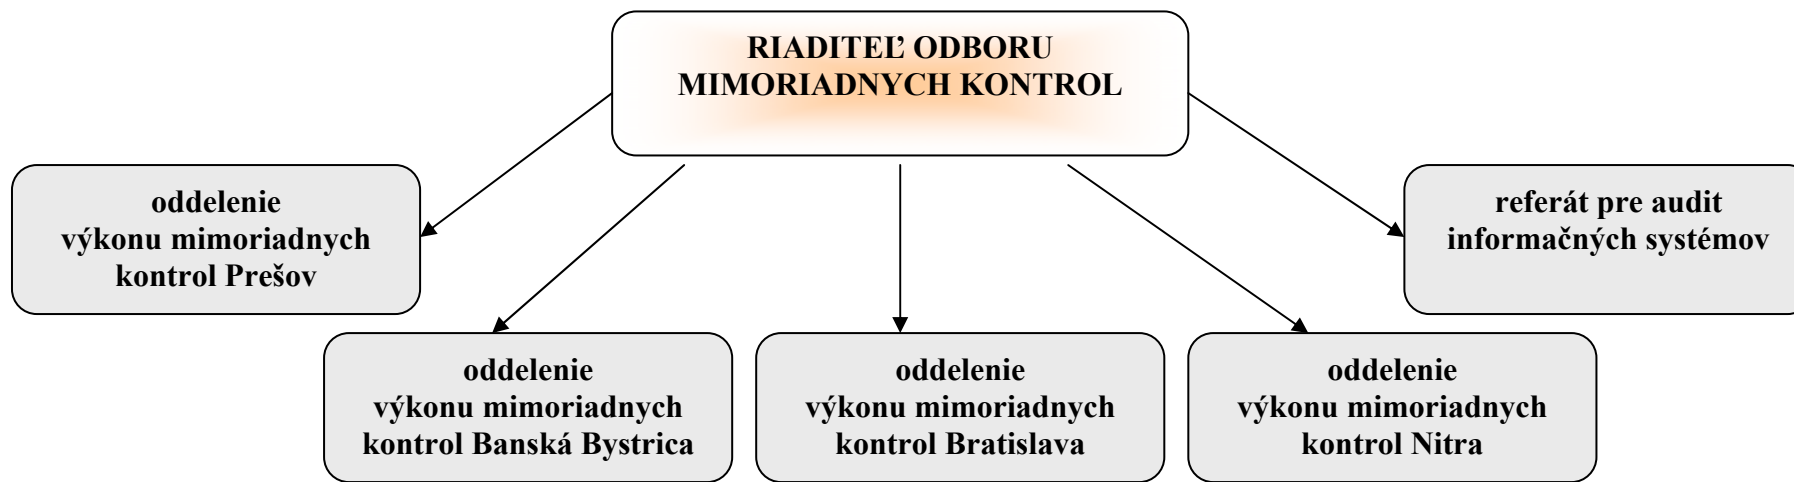 RIADITEĽ ODBORU
MIMORIADNYCH KONTROL
oddelenie
výkonu mimoriadnych
kontrol Prešov
referát pre audit
informačných systémov
oddelenie
výkonu mimoriadnych
kontrol Banská Bystrica
oddelenie
výkonu mimoriadnych
kontrol Bratislava
oddelenie
výkonu mimoriadnych
kontrol Nitra